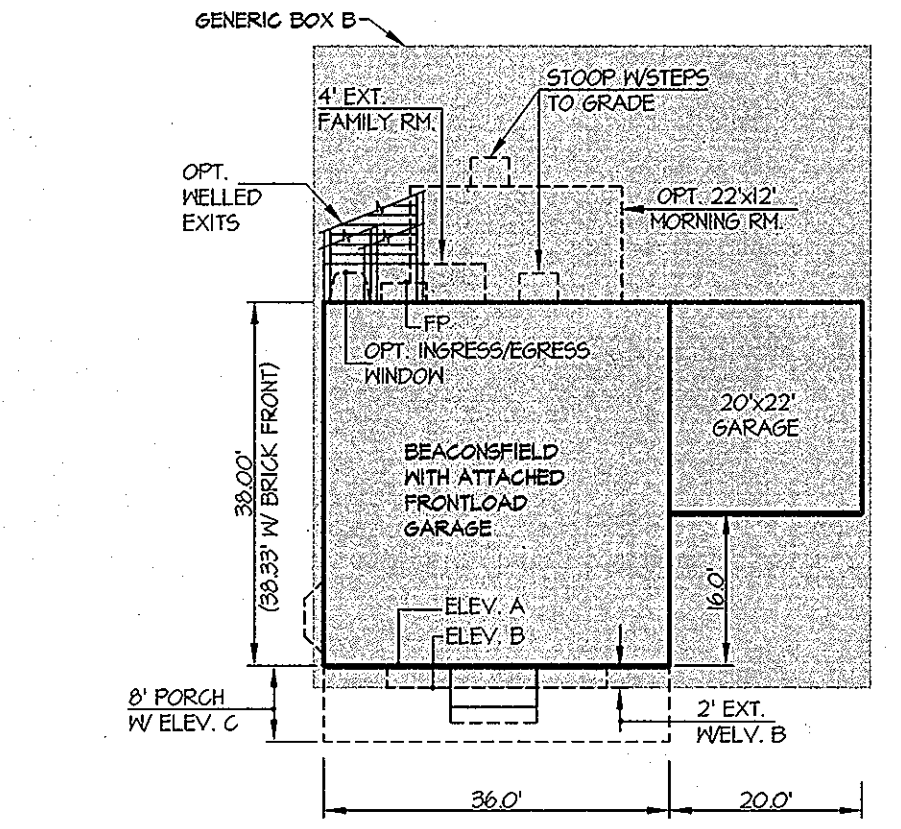 GENERIC BOX B
STOOP W/STEPS
TO GRADE
4' EXT.
FAMILY RM.
OPT.
WELLED
EXITS
OPT. 22'x12'
MORNING RM.
FP
OPT. INGRESS/EGRESS
WINDOW
20'x22'
GARAGE
BEACONSFIELD
WITH ATTACHED
FRONTLOAD
GARAGE
38.00'
(38.33' W/ BRICK FRONT)
16.0'
ELEV. A
ELEV. B
8' PORCH
W/ ELEV. C
2' EXT.
W/ELV. B
36.0'
20.0'